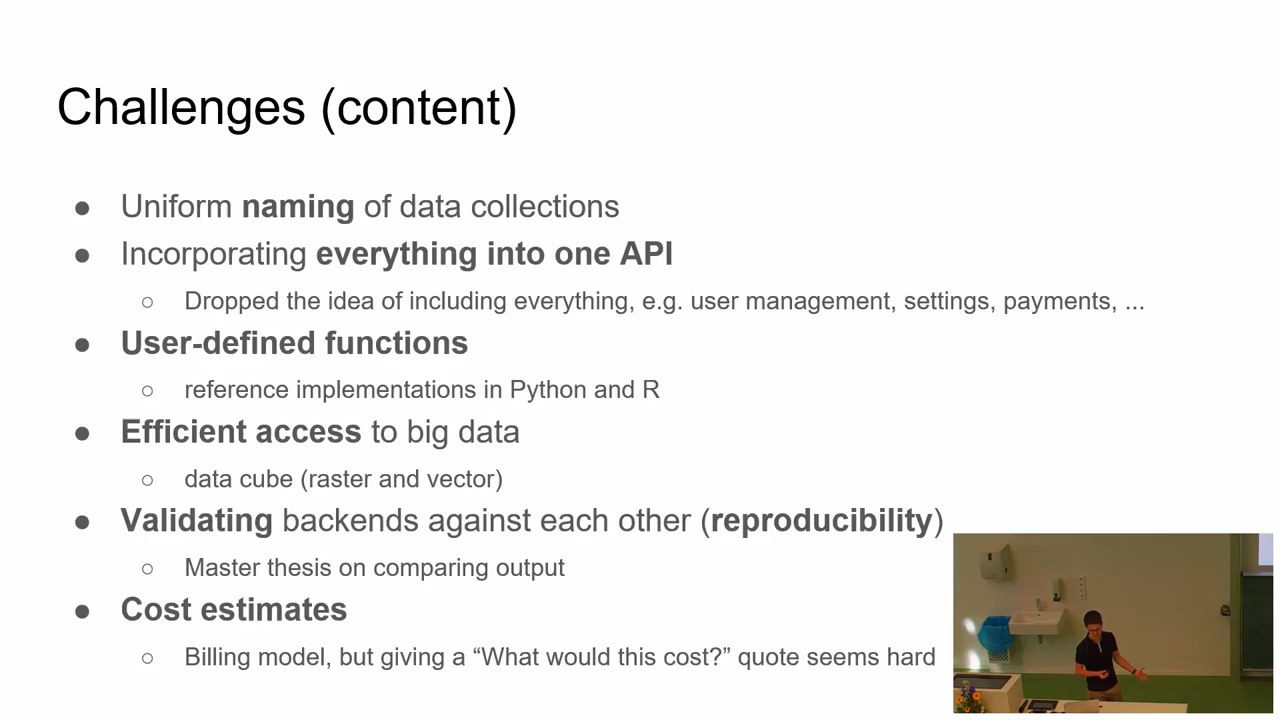 Challenges (content)
● Uniform naming of data collections
● Incorporating everything into one API
○ Dropped the idea of including everything, e.g. user management, settings, payments, ...
● User-defined functions
○ reference implementations in Python and R
● Efficient access to big data
○ data cube (raster and vector)
● Validating backends against each other (reproducibility)
○ Master thesis on comparing output
● Cost estimates
○ Billing model, but giving a “What would this cost?” quote seems hard